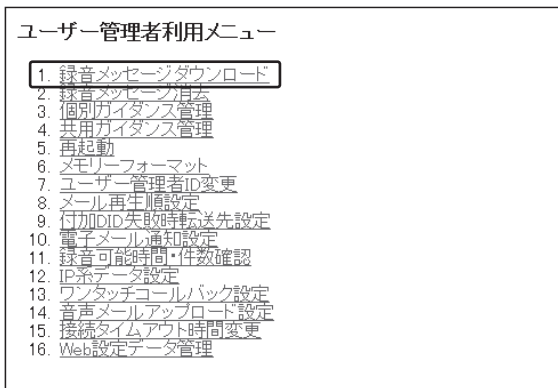 ユーザー管理者利用メニュー
1. 録音メッセージダウンロード
2. 録音メッセージ消去
3. 個別ガイダンス管理
4. 共用ガイダンス管理
5. 再起動
6. メモリーフォーマット
7. ユーザー管理者ID変更
8. メール再生順設定
9. 付加DID失敗時転送先設定
10. 電子メール通知設定
11. 録音可能時間・件数確認
12. IP系データ設定
13. ワンタッチコールバック設定
14. 音声メールアップロード設定
15. 接続タイムアウト時間変更
16. Web設定データ管理